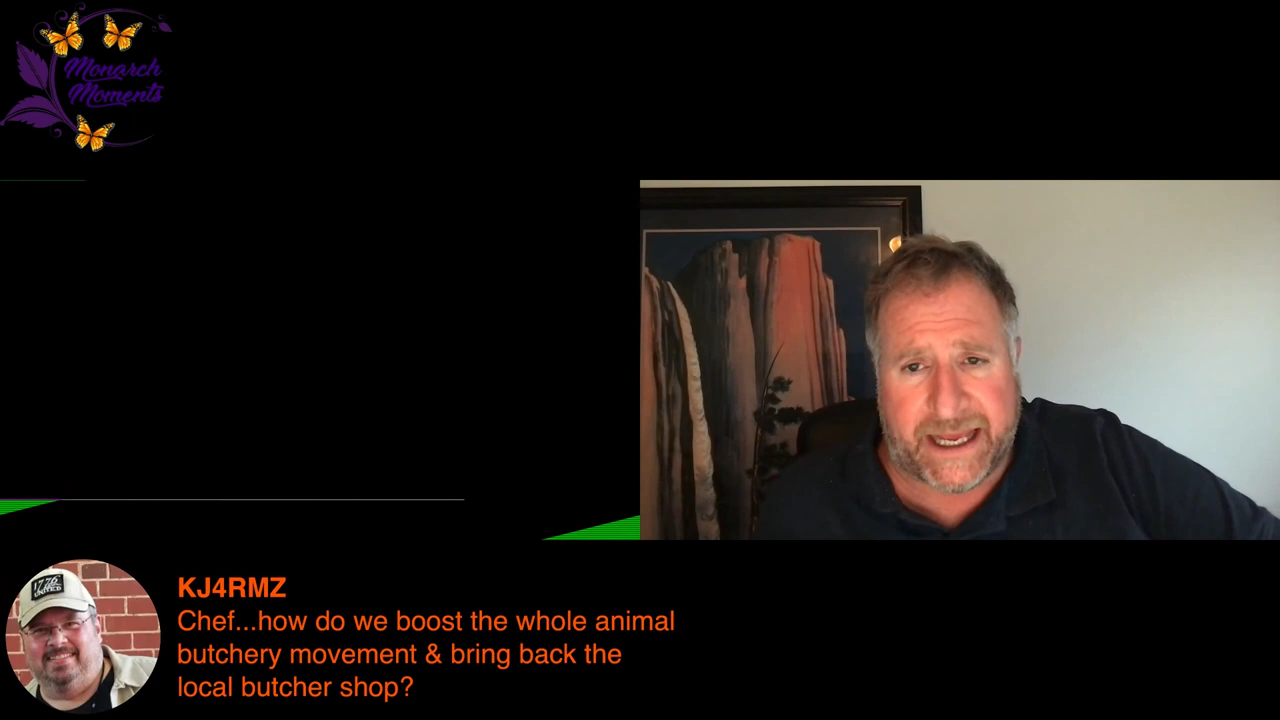 Monarch
Moments
1776
UNITED
KJ4RMZ
Chef...how do we boost the whole animal
butchery movement & bring back the
local butcher shop?